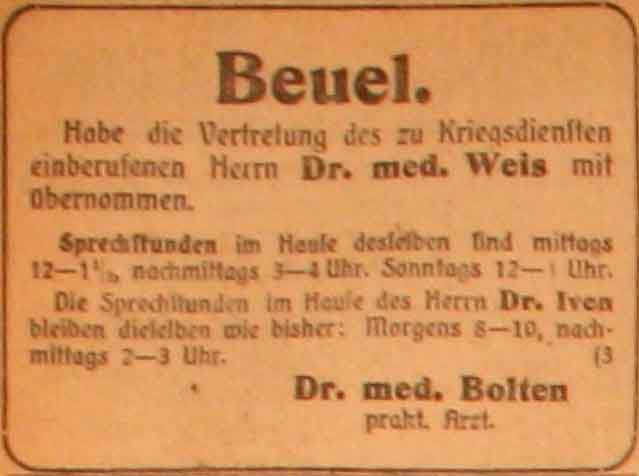 Beuel.
Habe die Vertretung des zu Kriegsdienſten
einberufenen Herrn Dr. med. Weis mit
übernommen.
Sprechſtunden im Hauſe desſelben ſind mittags
12—1½, nachmittags 3—4 Uhr. Sonntags 12—1 Uhr.
Die Sprechſtunden im Hauſe des Herrn Dr. Iven
bleiben dieſelben wie bisher: Morgens 8—10, nach-
mittags 2—3 Uhr. (3
Dr. med. Bolten
prakt. Arzt.